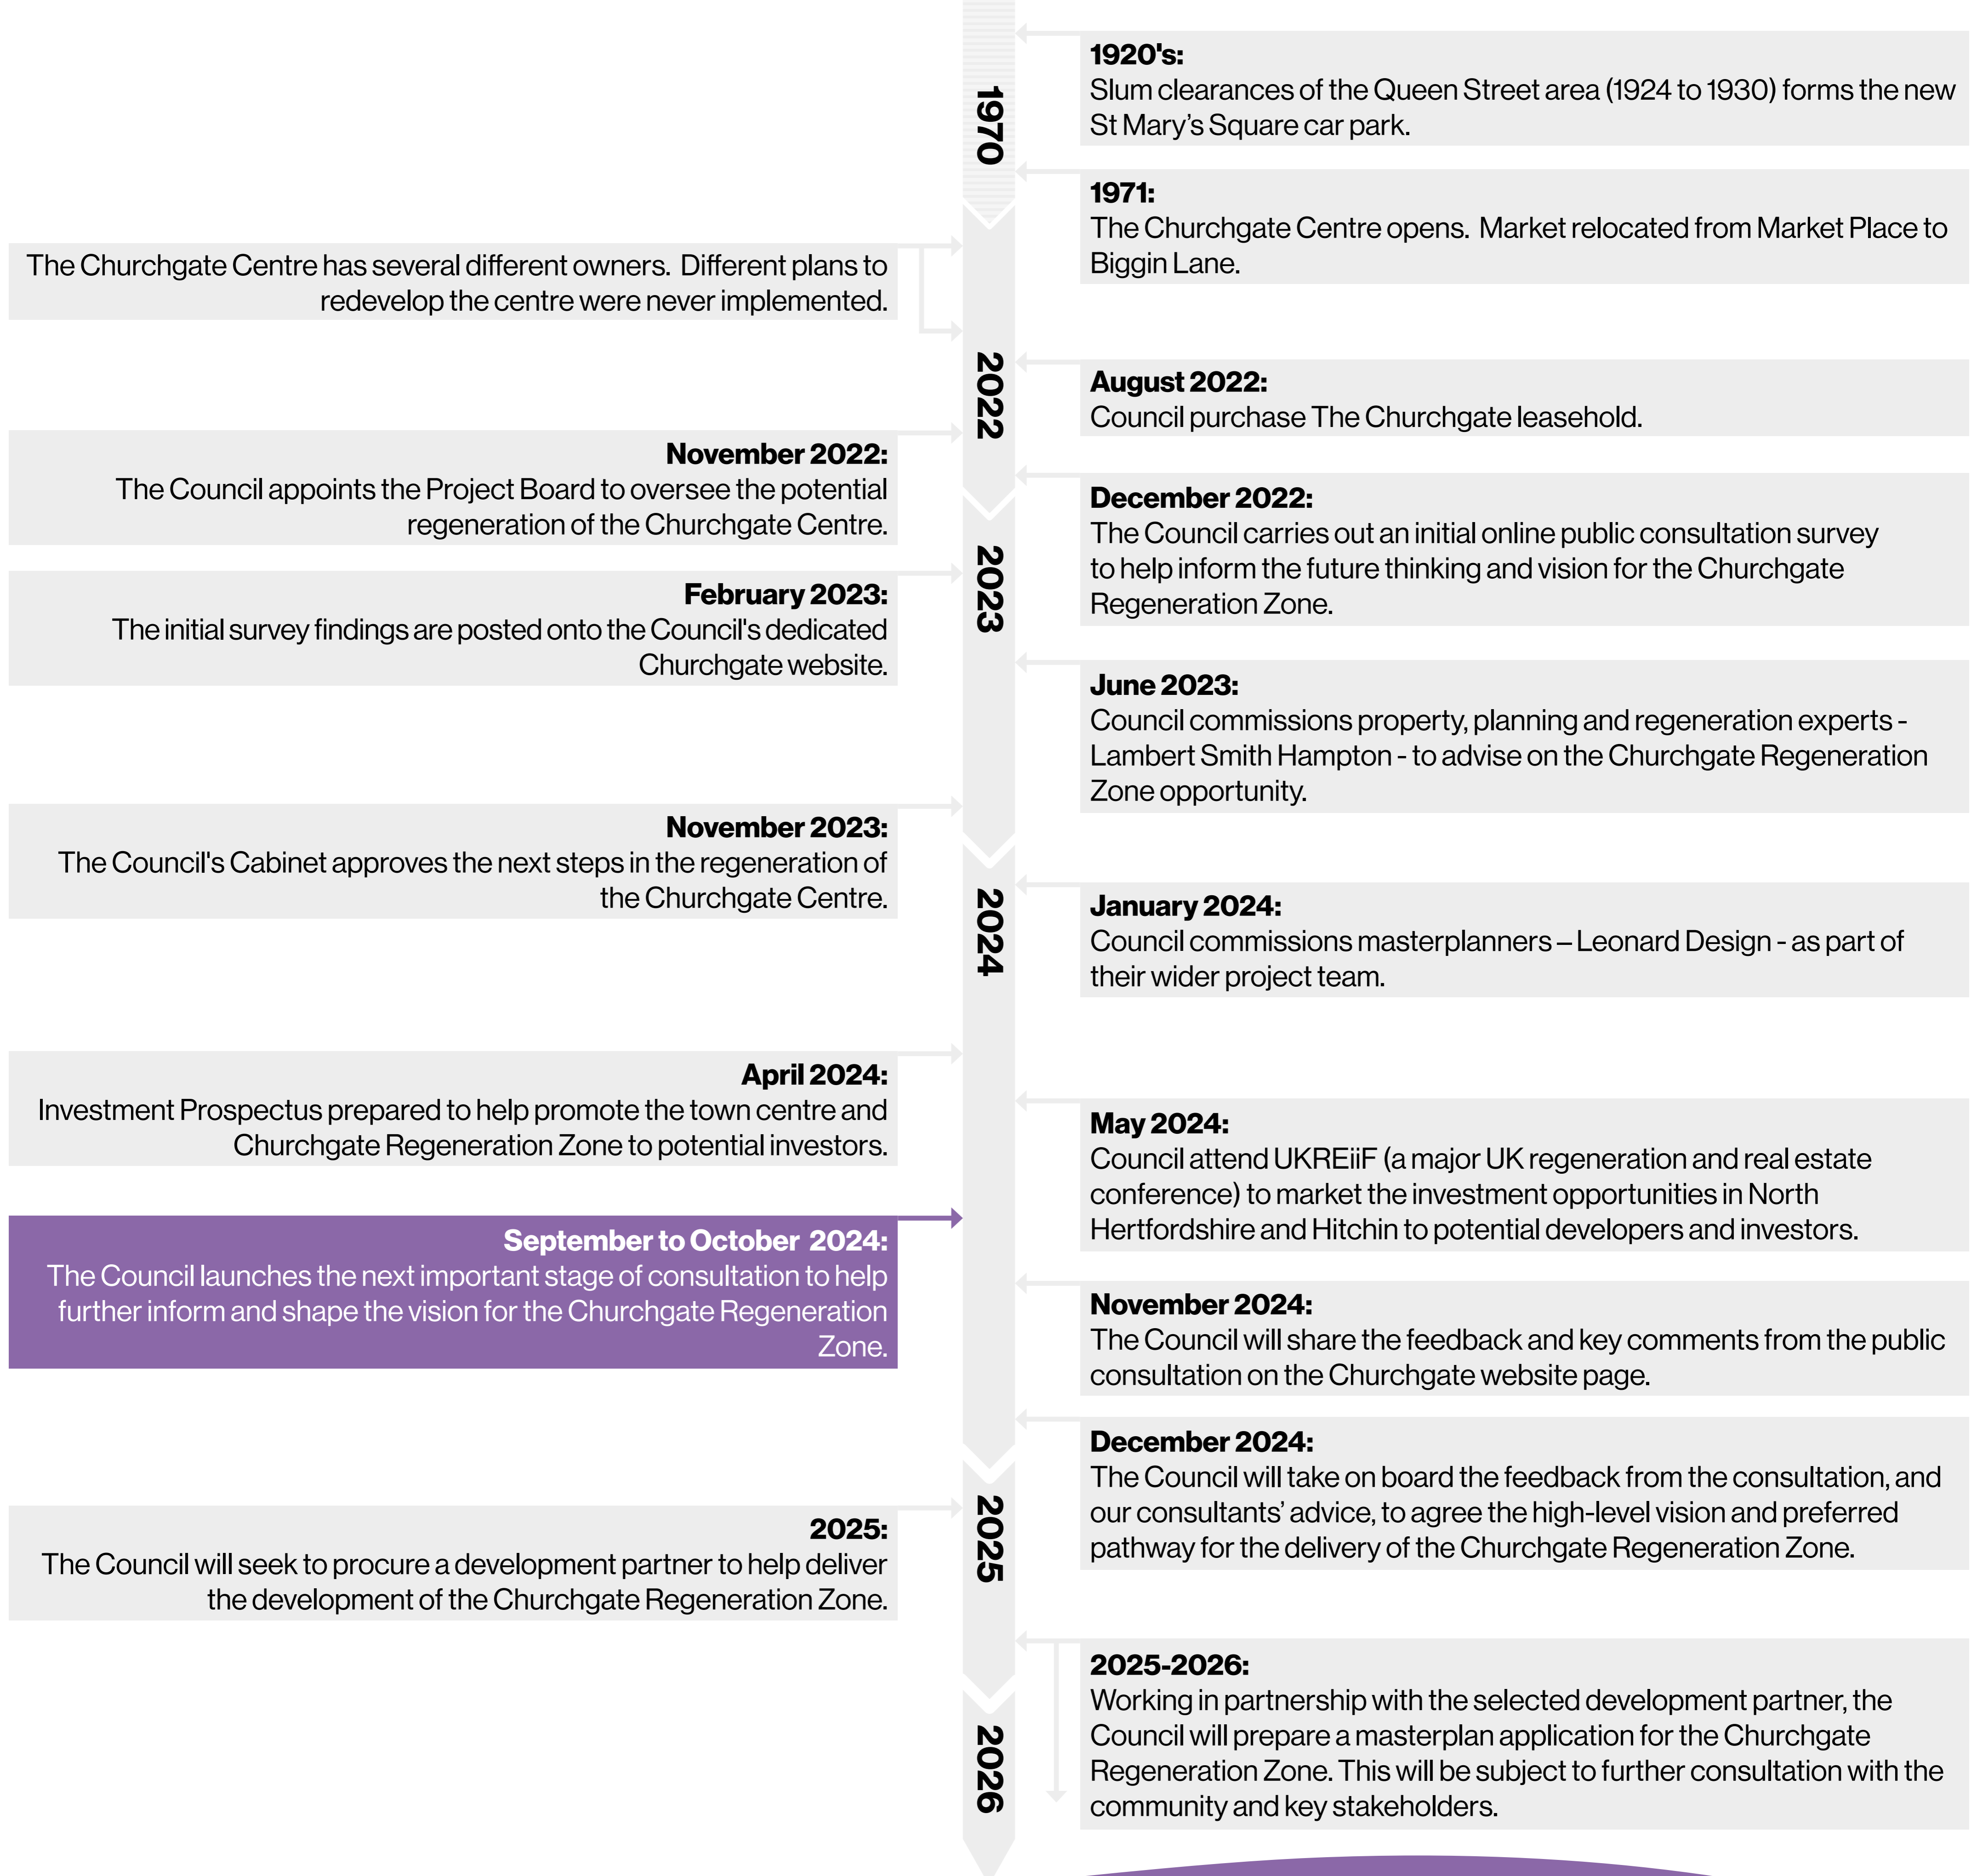 1970
1920's:
Slum clearances of the Queen Street area (1924 to 1930) forms the new
St Mary’s Square car park.
1971:
The Churchgate Centre opens.  Market relocated from Market Place to
Biggin Lane.
The Churchgate Centre has several different owners.  Different plans to
redevelop the centre were never implemented.
2022
August 2022:
Council purchase The Churchgate leasehold.
November 2022:
The Council appoints the Project Board to oversee the potential
regeneration of the Churchgate Centre.
December 2022:
The Council carries out an initial online public consultation survey
to help inform the future thinking and vision for the Churchgate
Regeneration Zone.
2023
February 2023:
The initial survey findings are posted onto the Council's dedicated
Churchgate website.
June 2023:
Council commissions property, planning and regeneration experts -
Lambert Smith Hampton - to advise on the Churchgate Regeneration
Zone opportunity.
November 2023:
The Council's Cabinet approves the next steps in the regeneration of
the Churchgate Centre.
2024
January 2024:
Council commissions masterplanners – Leonard Design - as part of
their wider project team.
April 2024:
Investment Prospectus prepared to help promote the town centre and
Churchgate Regeneration Zone to potential investors.
May 2024:
Council attend UKREiiF (a major UK regeneration and real estate
conference) to market the investment opportunities in North
Hertfordshire and Hitchin to potential developers and investors.
September to October  2024:
The Council launches the next important stage of consultation to help
further inform and shape the vision for the Churchgate Regeneration
Zone.
November 2024:
The Council will share the feedback and key comments from the public
consultation on the Churchgate website page.
December 2024:
The Council will take on board the feedback from the consultation, and
our consultants’ advice, to agree the high-level vision and preferred
pathway for the delivery of the Churchgate Regeneration Zone.
2025
2025:
The Council will seek to procure a development partner to help deliver
the development of the Churchgate Regeneration Zone.
2025-2026:
Working in partnership with the selected development partner, the
Council will prepare a masterplan application for the Churchgate
Regeneration Zone. This will be subject to further consultation with the
community and key stakeholders.
2026